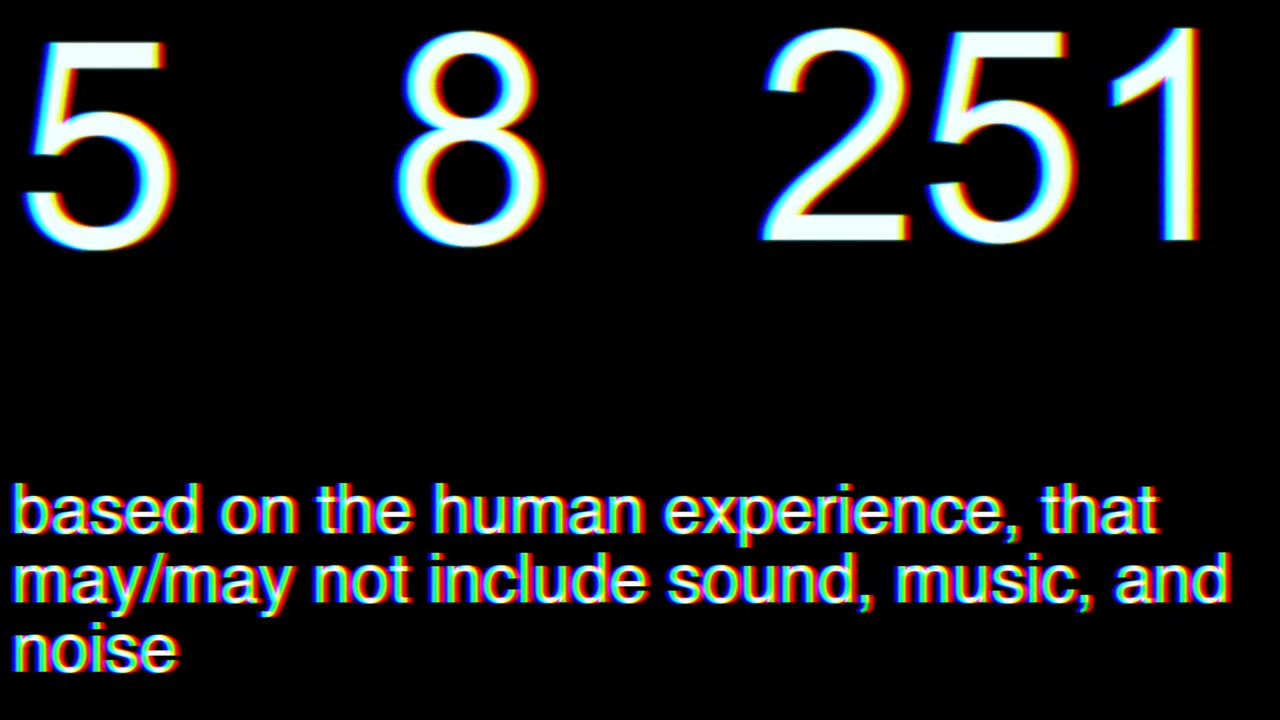 5 8 251
based on the human experience, that
may/may not include sound, music, and
noise